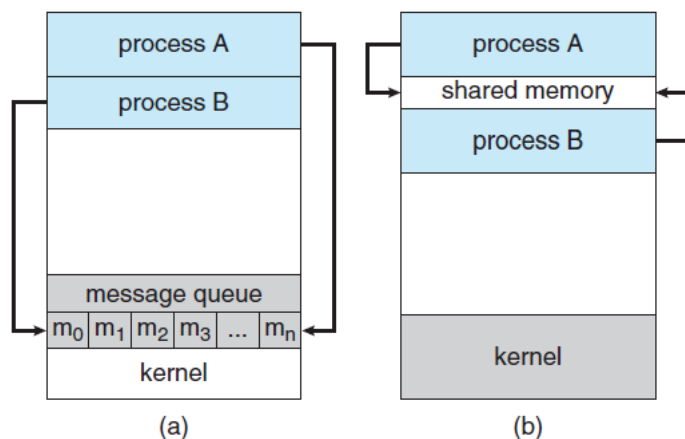 process A
process B
message queue
m0 m1 m2 m3 ... mn
kernel
(a)
process A
shared memory
process B
kernel
(b)